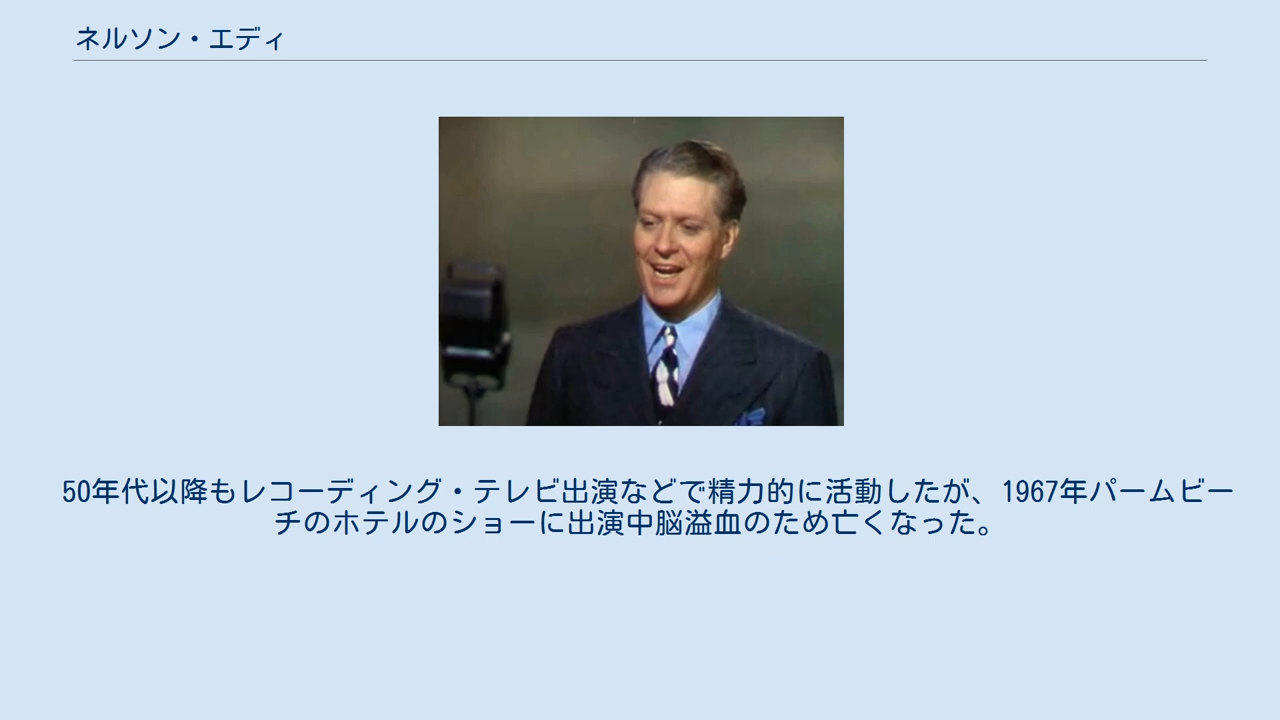 ネルソン・エディ
50年代以降もレコーディング・テレビ出演などで精力的に活動したが、1967年パームビー
チのホテルのショーに出演中脳溢血のため亡くなった。